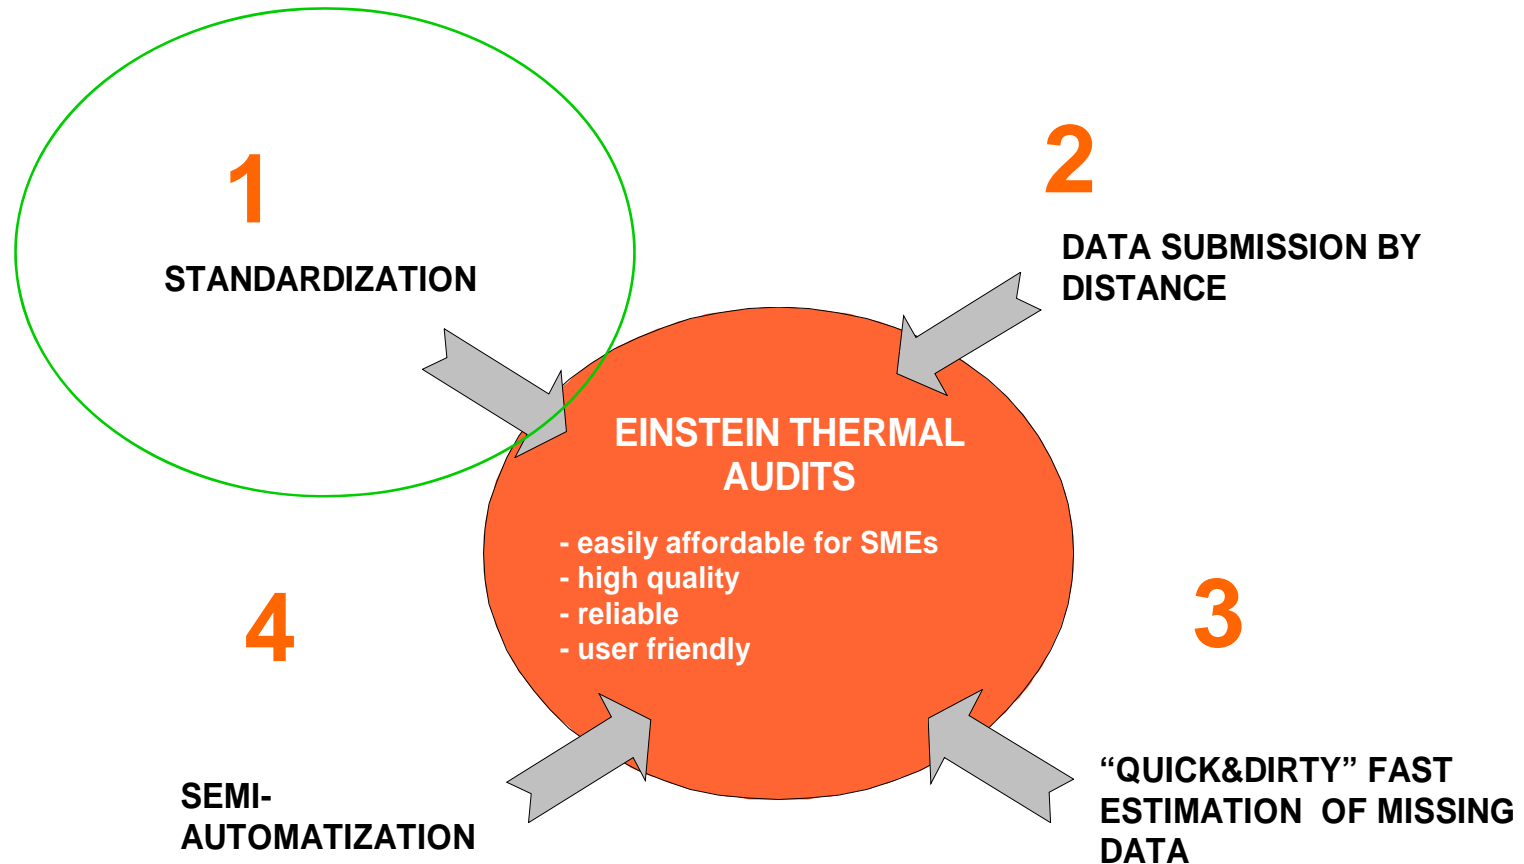 1
STANDARDIZATION
2
DATA SUBMISSION BY
DISTANCE
EINSTEIN THERMAL
AUDITS
- easily affordable for SMEs
- high quality
- reliable
- user friendly
3
“QUICK&DIRTY” FAST
ESTIMATION  OF MISSING
DATA
4
SEMI-
AUTOMATIZATION